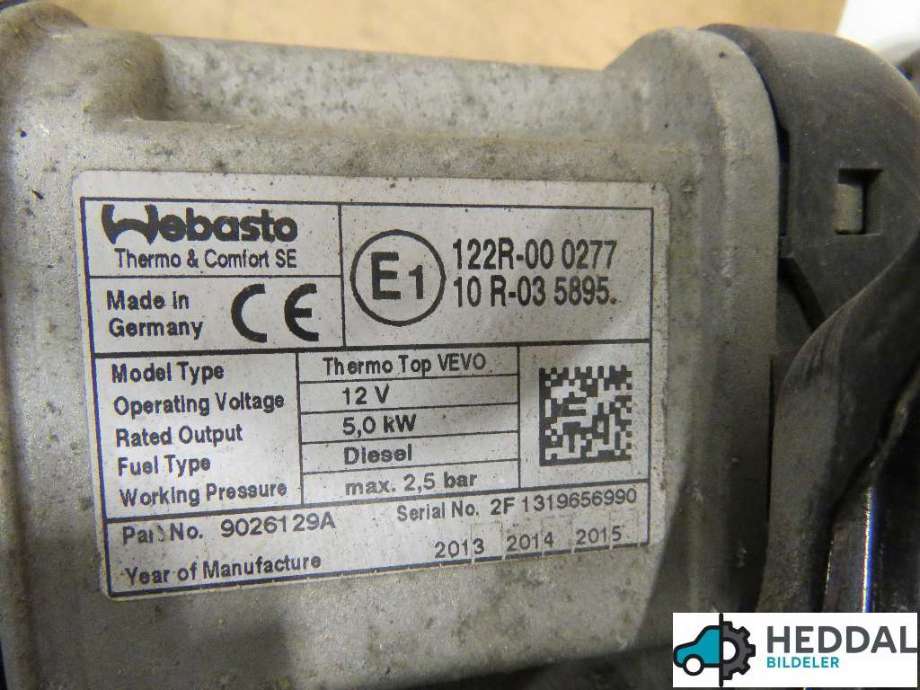 Webasto
Thermo & Comfort SE
Made in
Germany
CE
E1
122R-00 0277
10 R-03 5895.
Model Type Thermo Top VEVO
Operating Voltage 12 V
Rated Output 5,0 kW
Fuel Type Diesel
Working Pressure max. 2,5 bar
Part No. 9026129A Serial No. 2F 1319656990
Year of Manufacture 2013 2014 2015
HEDDAL
BILDELER